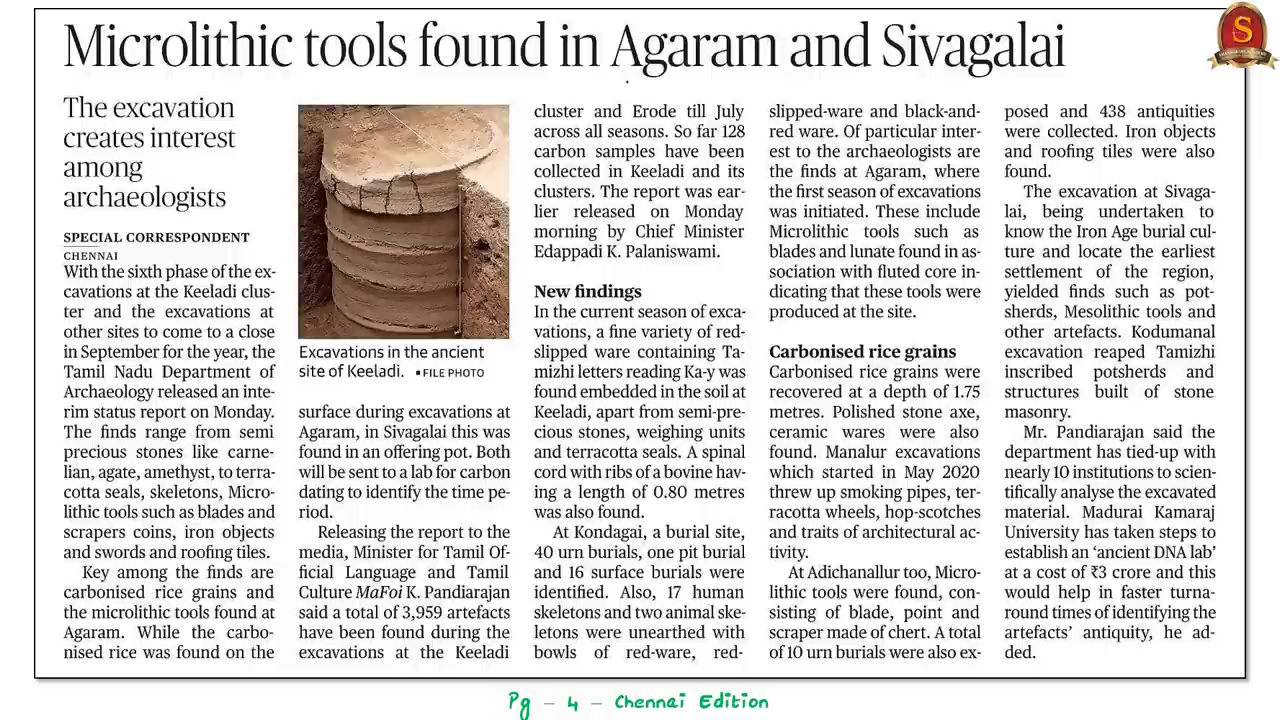 Microlithic tools found in Agaram and Sivagalai
S
The excavation
creates interest
among
archaeologists
SPECIAL CORRESPONDENT
CHENNAI
With the sixth phase of the ex-
cavations at the Keeladi clus-
ter and the excavations at
other sites to come to a close
in September for the year, the
Tamil Nadu Department of
Archaeology released an inte-
rim status report on Monday.
The finds range from semi
precious stones like carne-
lian, agate, amethyst, to terra-
cotta seals, skeletons, Micro-
lithic tools such as blades and
scrapers coins, iron objects
and swords and roofing tiles.
Key among the finds are
carbonised rice grains and
the microlithic tools found at
Agaram. While the carbo-
nised rice was found on the
Excavations in the ancient
site of Keeladi. ▪FILE PHOTO
surface during excavations at
Agaram, in Sivagalai this was
found in an offering pot. Both
will be sent to a lab for carbon
dating to identify the time pe-
riod.
Releasing the report to the
media, Minister for Tamil Of-
ficial Language and Tamil
Culture MaFoi K. Pandiarajan
said a total of 3,959 artefacts
have been found during the
excavations at the Keeladi
cluster and Erode till July
across all seasons. So far 128
carbon samples have been
collected in Keeladi and its
clusters. The report was ear-
lier released on Monday
morning by Chief Minister
Edappadi K. Palaniswami.
New findings
In the current season of exca-
vations, a fine variety of red-
slipped ware containing Ta-
mizhi letters reading Ka-y was
found embedded in the soil at
Keeladi, apart from semi-pre-
cious stones, weighing units
and terracotta seals. A spinal
cord with ribs of a bovine hav-
ing a length of 0.80 metres
was also found.
At Kondagai, a burial site,
40 urn burials, one pit burial
and 16 surface burials were
identified. Also, 17 human
skeletons and two animal ske-
letons were unearthed with
bowls of red-ware, red-
slipped-ware and black-and-
red ware. Of particular inter-
est to the archaeologists are
the finds at Agaram, where
the first season of excavations
was initiated. These include
Microlithic tools such as
blades and lunate found in as-
sociation with fluted core in-
dicating that these tools were
produced at the site.
Carbonised rice grains
Carbonised rice grains were
recovered at a depth of 1.75
metres. Polished stone axe,
ceramic wares were also
found. Manalur excavations
which started in May 2020
threw up smoking pipes, ter-
racotta wheels, hop-scotches
and traits of architectural ac-
tivity.
At Adichanallur too, Micro-
lithic tools were found, con-
sisting of blade, point and
scraper made of chert. A total
of 10 urn burials were also ex-
posed and 438 antiquities
were collected. Iron objects
and roofing tiles were also
found.
The excavation at Sivaga-
lai, being undertaken to
know the Iron Age burial cul-
ture and locate the earliest
settlement of the region,
yielded finds such as pot-
sherds, Mesolithic tools and
other artefacts. Kodumanal
excavation reaped Tamizhi
inscribed potsherds and
structures built of stone
masonry.
Mr. Pandiarajan said the
department has tied-up with
nearly 10 institutions to scien-
tifically analyse the excavated
material. Madurai Kamaraj
University has taken steps to
establish an ‘ancient DNA lab’
at a cost of ₹3 crore and this
would help in faster turna-
round times of identifying the
artefacts’ antiquity, he ad-
ded.
Pg – 4 – Chennai Edition